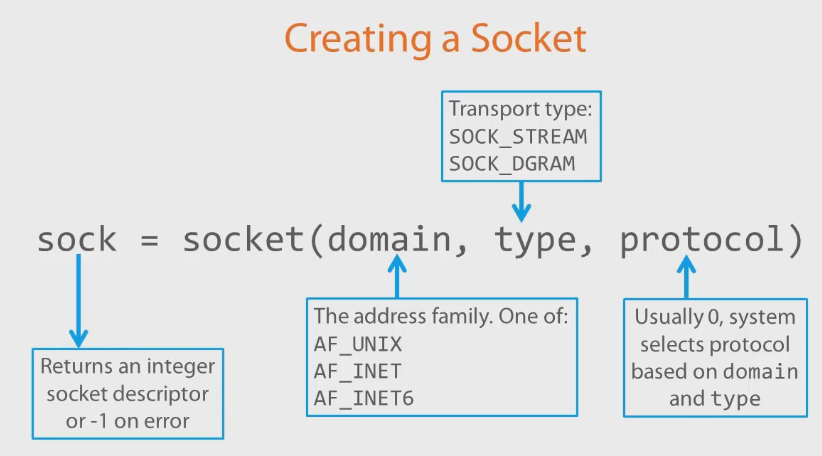 Creating a Socket
Transport type:
SOCK_STREAM
SOCK_DGRAM
sock = socket(domain, type, protocol)
Returns an integer
socket descriptor
or -1 on error
The address family. One of:
AF_UNIX
AF_INET
AF_INET6
Usually 0, system
selects protocol
based on domain
and type